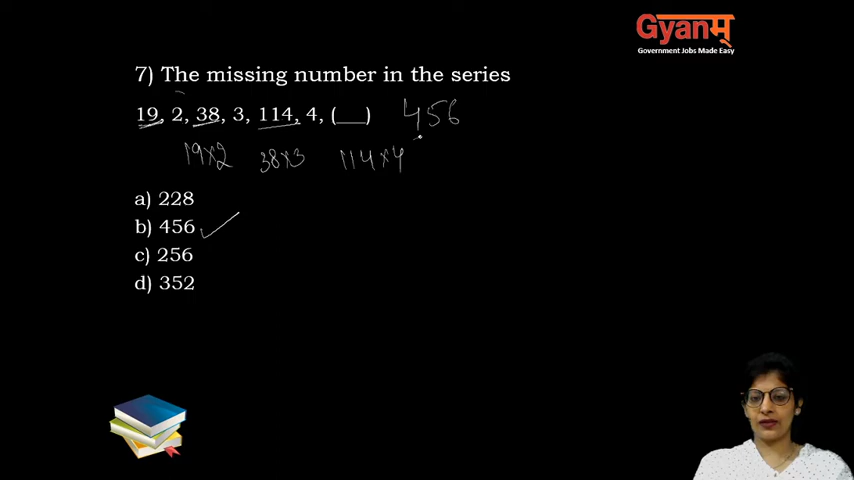 Gyanम्
Government Jobs Made Easy
7) The missing number in the series
19, 2, 38, 3, 114, 4, (__) 456
19x2 38x3 114x4
a) 228
b) 456
c) 256
d) 352